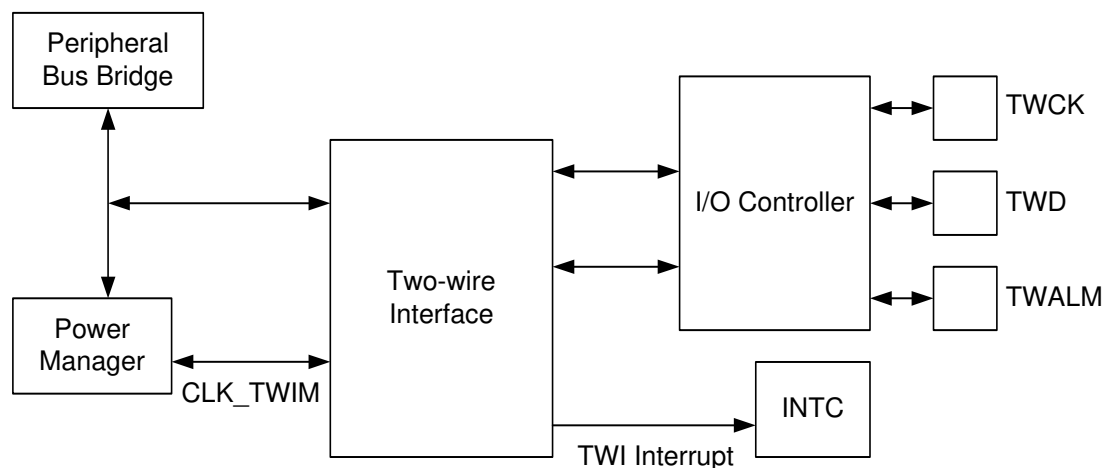 Peripheral
Bus Bridge
TWCK
I/O Controller
TWD
Two-wire
Interface
TWALM
Power
Manager
CLK_TWIM
INTC
TWI Interrupt